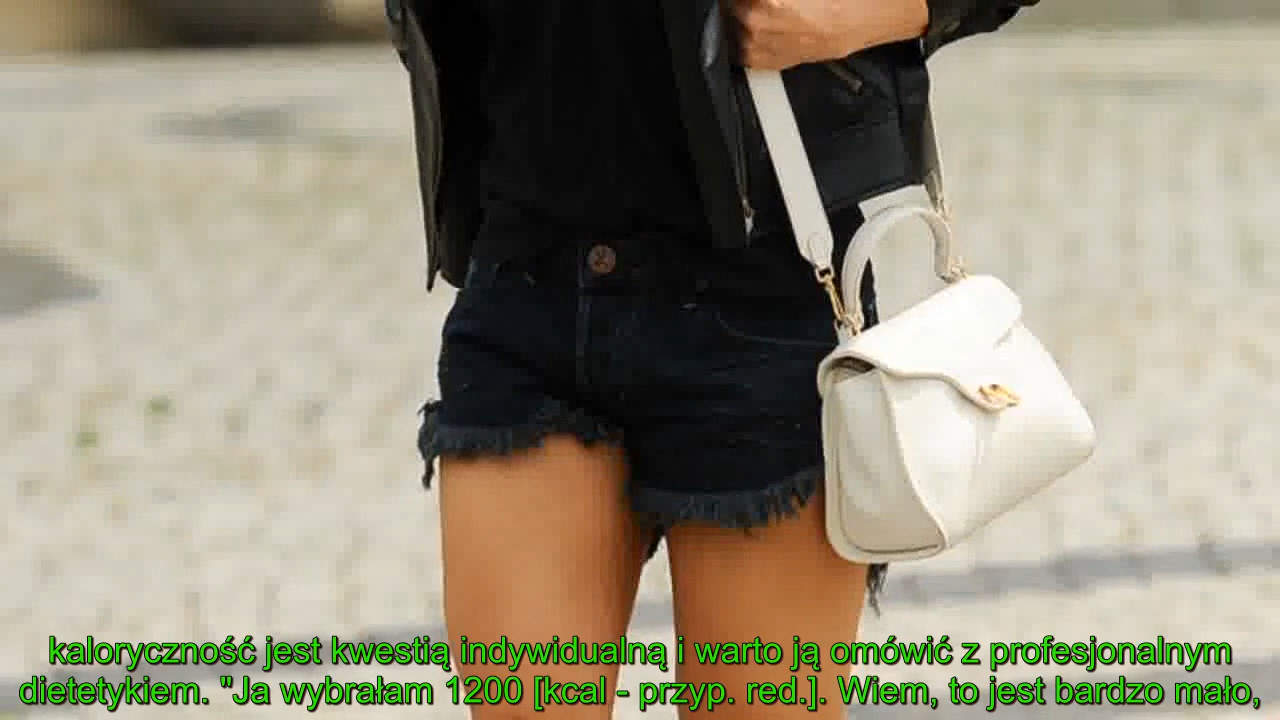 kaloryczność jest kwestią indywidualną i warto ją omówić z profesjonalnym
dietetykiem. "Ja wybrałam 1200 [kcal - przyp. red.]. Wiem, to jest bardzo mało,